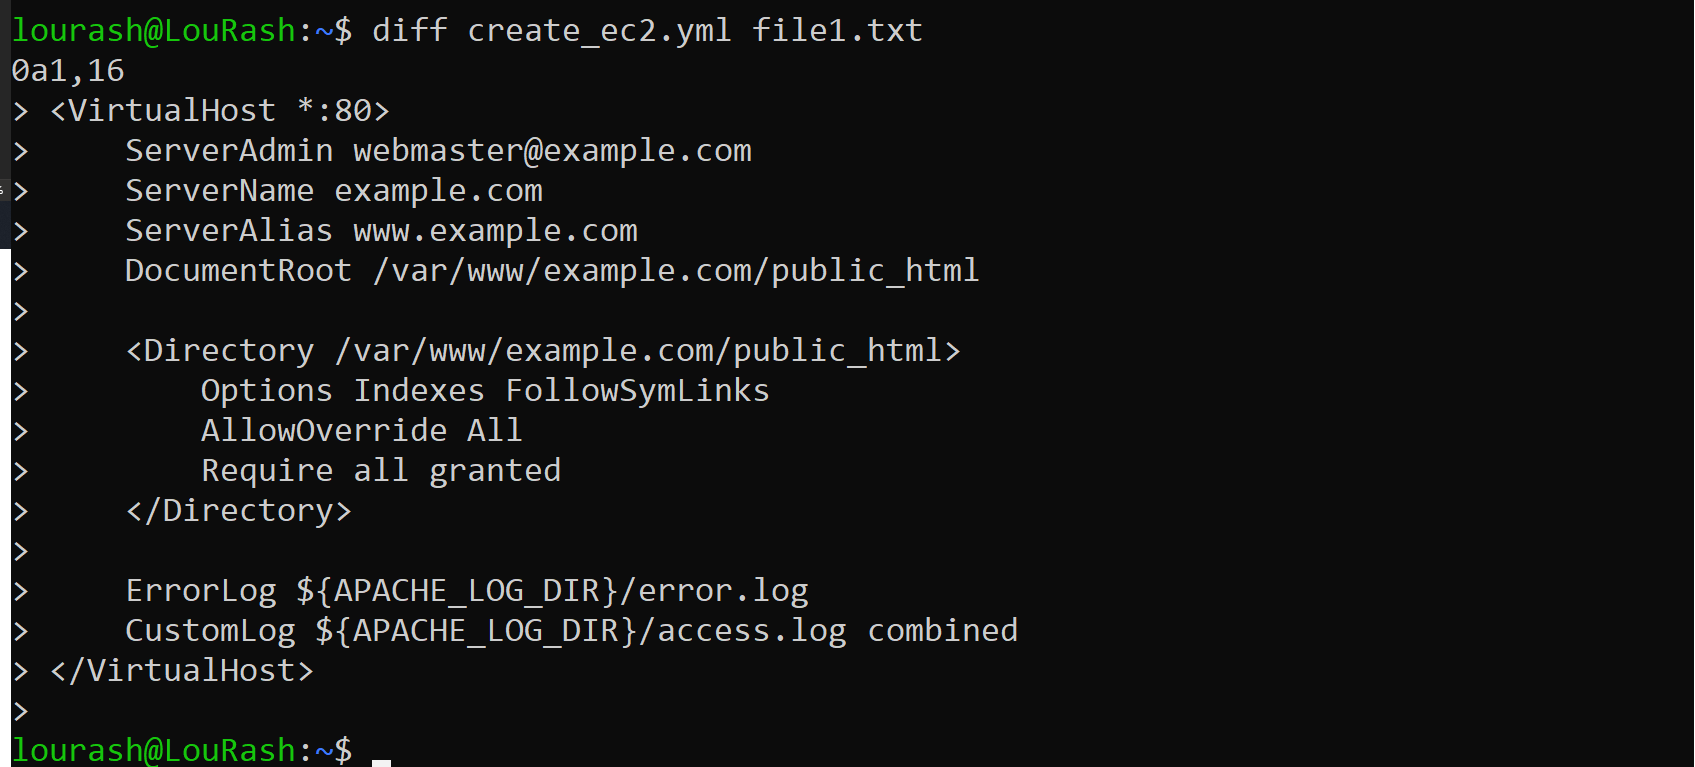 lourash@LouRash:~$ diff create_ec2.yml file1.txt
0a1,16
> <VirtualHost *:80>
>     ServerAdmin webmaster@example.com
>     ServerName example.com
>     ServerAlias www.example.com
>     DocumentRoot /var/www/example.com/public_html
>
>     <Directory /var/www/example.com/public_html>
>         Options Indexes FollowSymLinks
>         AllowOverride All
>         Require all granted
>     </Directory>
>
>     ErrorLog ${APACHE_LOG_DIR}/error.log
>     CustomLog ${APACHE_LOG_DIR}/access.log combined
> </VirtualHost>
>
lourash@LouRash:~$